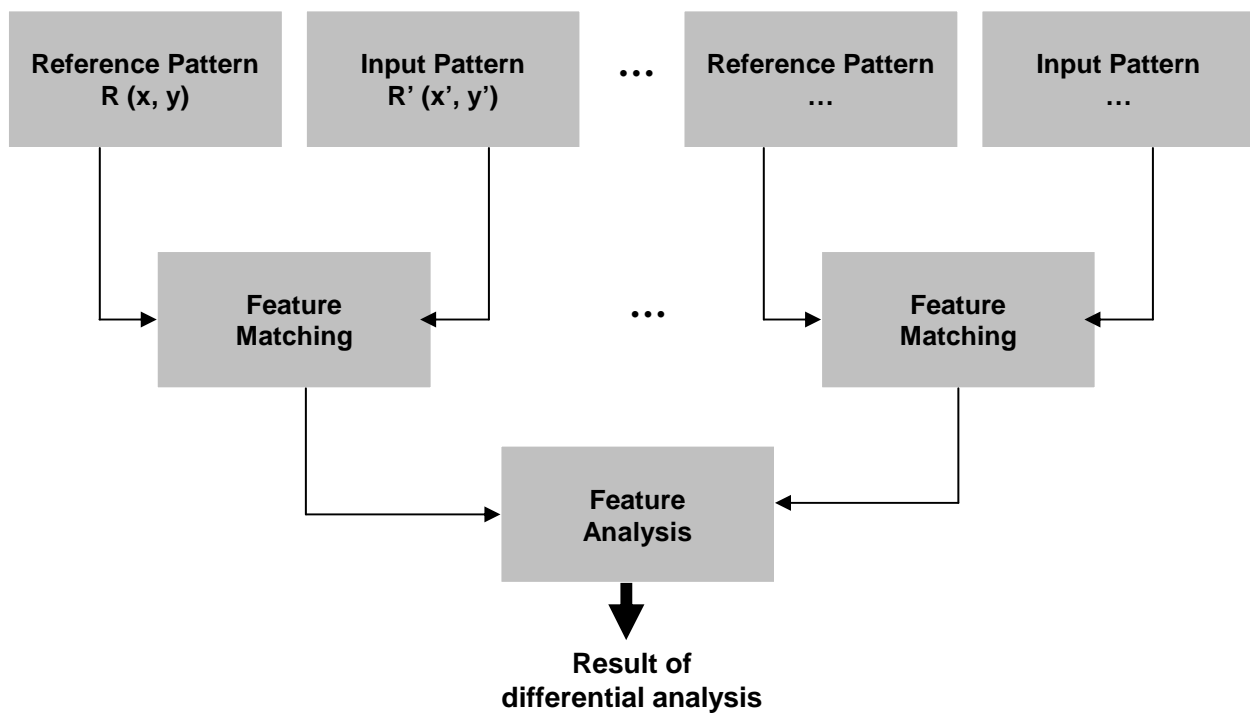 Reference Pattern
R (x, y)
Input Pattern
R’ (x’, y’)
…
Reference Pattern
…
Input Pattern
…
Feature
Matching
…
Feature
Matching
Feature
Analysis
Result of
differential analysis